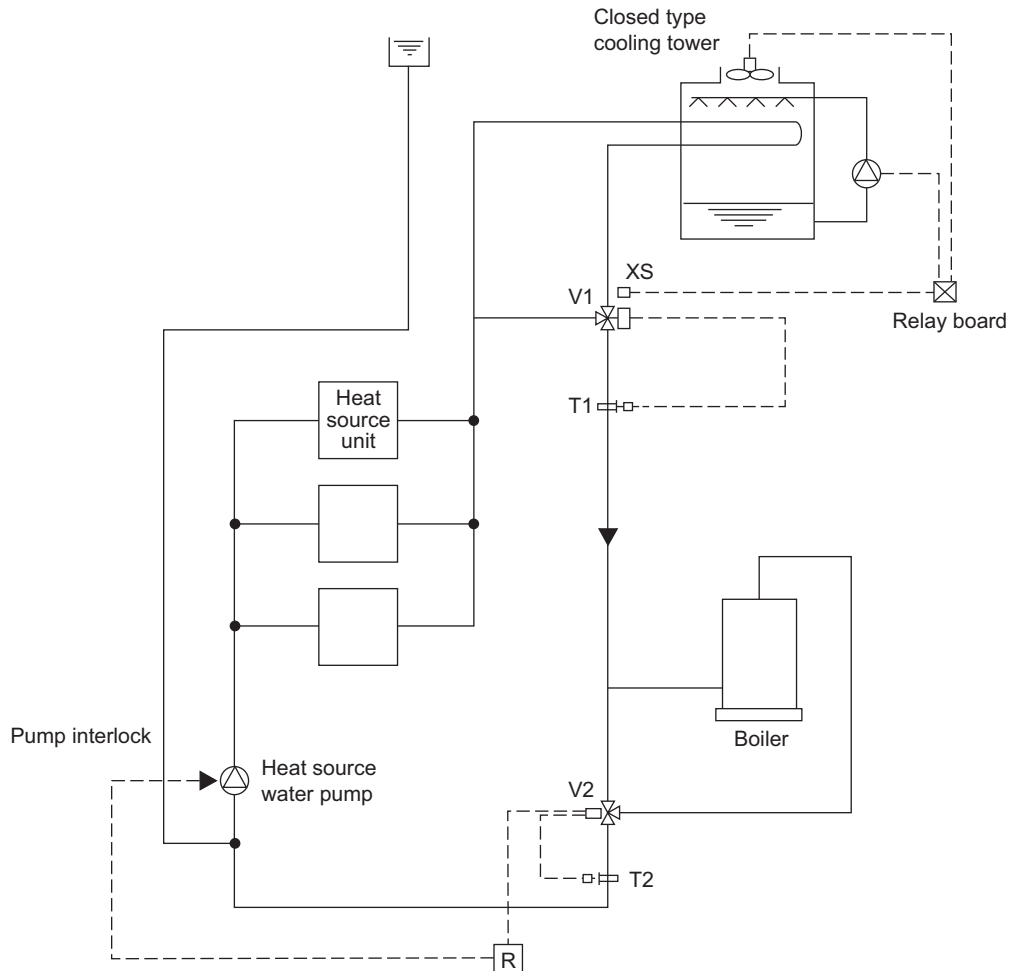 Closed type
cooling tower
XS
V1
Relay board
T1
Heat
source
unit
Pump interlock
Heat source
water pump
Boiler
V2
T2
R